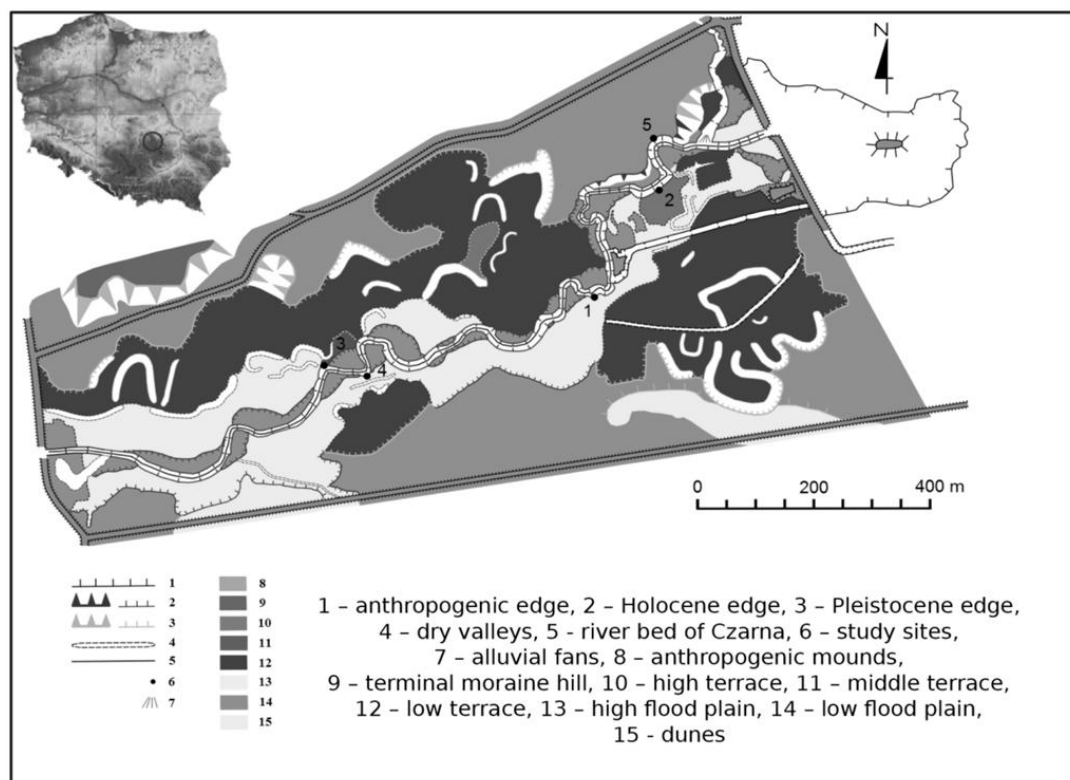 N
5
2
1
3
4
0 200 400 m
1 8
2 9
3 10
4 11
5 12
6 13
7 14
15
1 – anthropogenic edge, 2 – Holocene edge, 3 – Pleistocene edge,
4 – dry valleys, 5 - river bed of Czarna, 6 – study sites,
7 – alluvial fans, 8 – anthropogenic mounds,
9 – terminal moraine hill, 10 – high terrace, 11 – middle terrace,
12 – low terrace, 13 – high flood plain, 14 – low flood plain,
15 - dunes